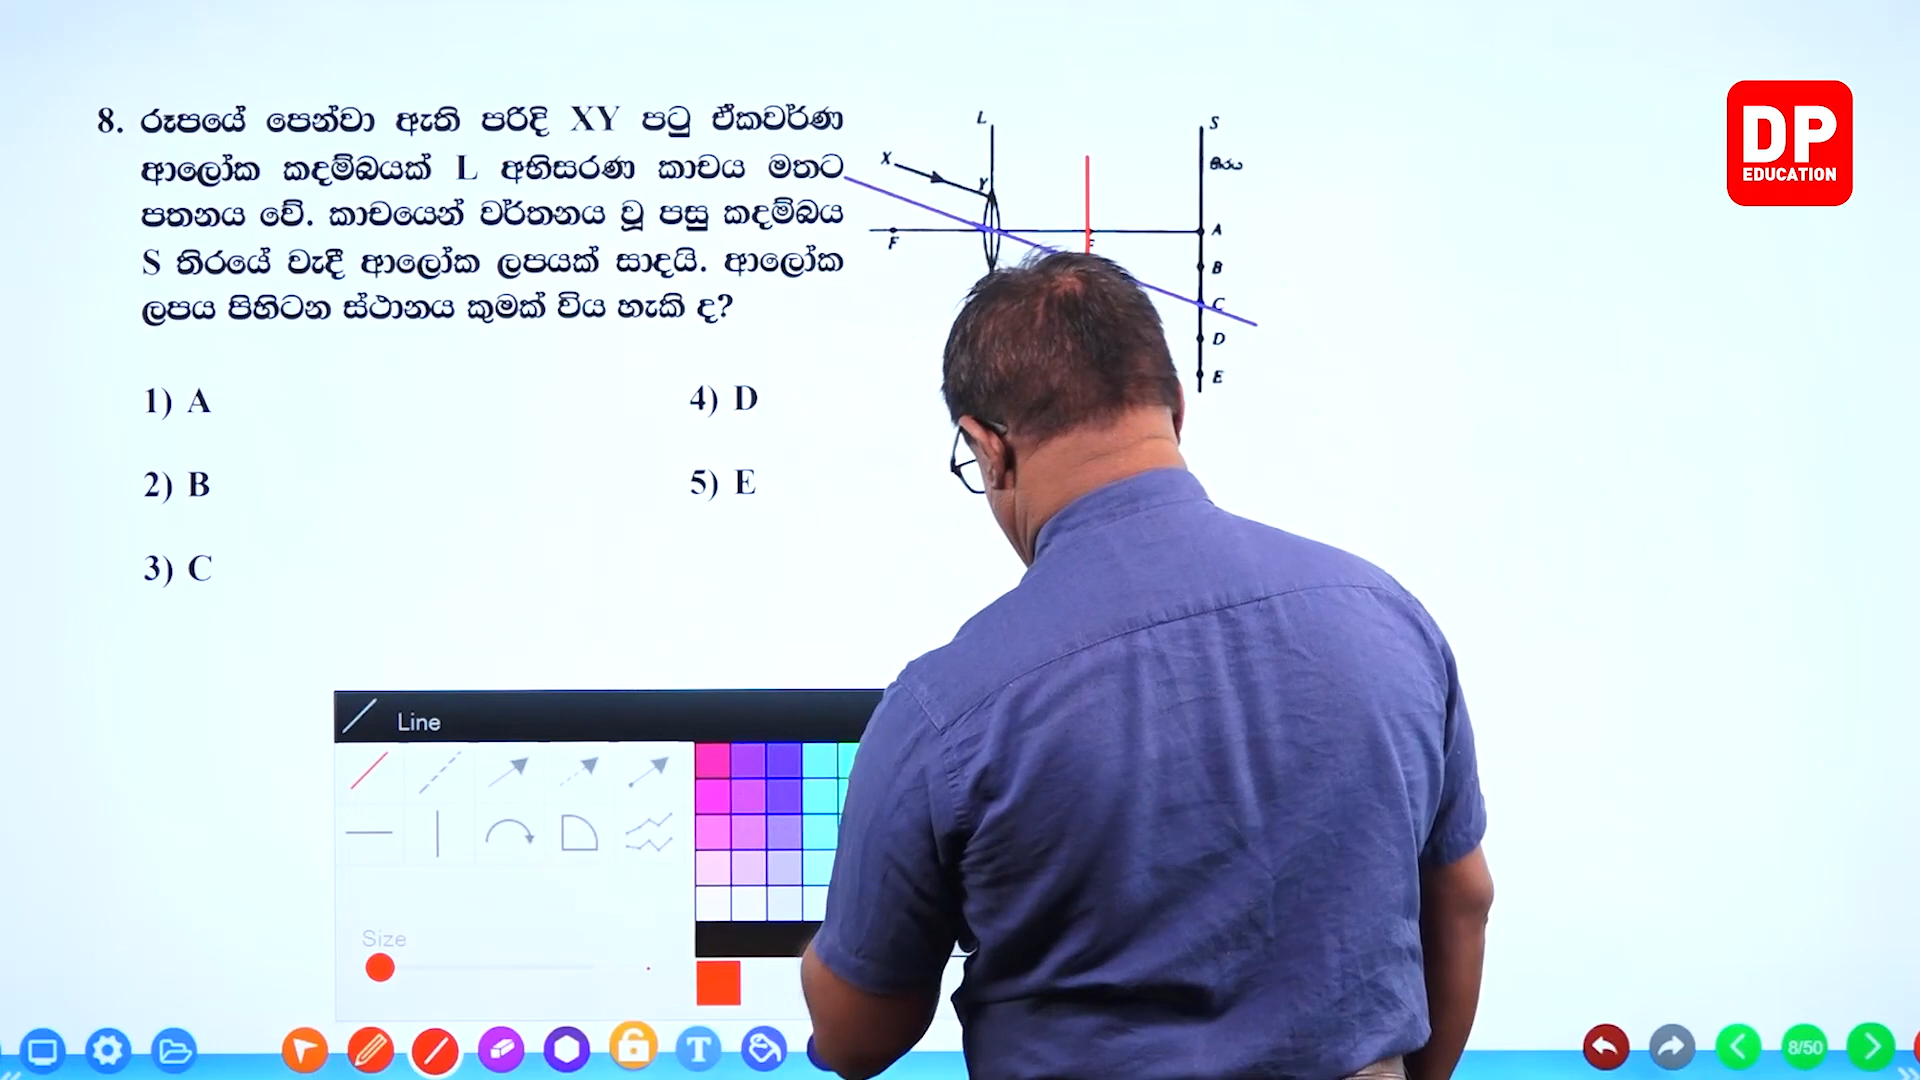 8. රූපයේ පෙන්වා ඇති පරිදි XY පටු ඒකවර්ණ
ආලෝක කදම්බයක් L අභිසරණ කාචය මතට
පතනය වේ. කාචයෙන් වර්තනය වූ පසු කදම්බය
S තිරයේ වැදී ආලෝක ලපයක් සාදයි. ආලෝක
ලපය පිහිටන ස්ථානය කුමක් විය හැකි ද?
1) A
2) B
3) C
4) D
5) E
L
X
Y
F
F
S
තිරය
A
B
C
D
E
DP
EDUCATION
Line
Size
T
8/50